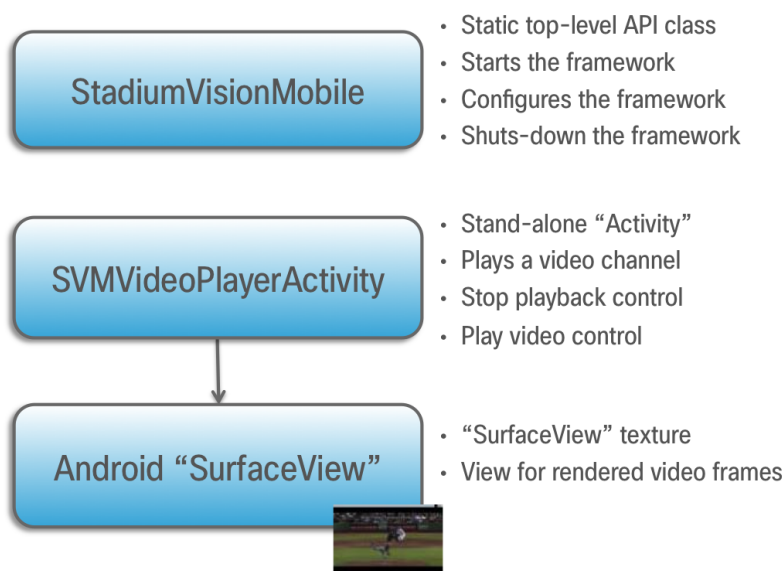 StadiumVisionMobile
• Static top-level API class
• Starts the framework
• Configures the framework
• Shuts-down the framework
SVMVideoPlayerActivity
• Stand-alone “Activity”
• Plays a video channel
• Stop playback control
• Play video control
Android “SurfaceView”
• “SurfaceView” texture
• View for rendered video frames